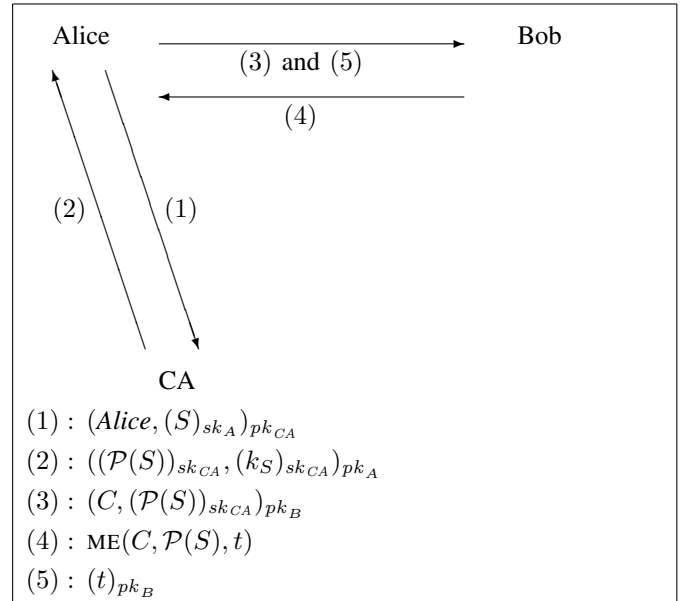 Alice Bob
(3) and (5)
(4)
(2) (1)
CA
(1) : (Alice, (S)_{sk_A})_{pk_{CA}}
(2) : ((𝒫(S))_{sk_{CA}}, (k_S)_{sk_{CA}})_{pk_A}
(3) : (C, (𝒫(S))_{sk_{CA}})_{pk_B}
(4) : ME(C, 𝒫(S), t)
(5) : (t)_{pk_B}